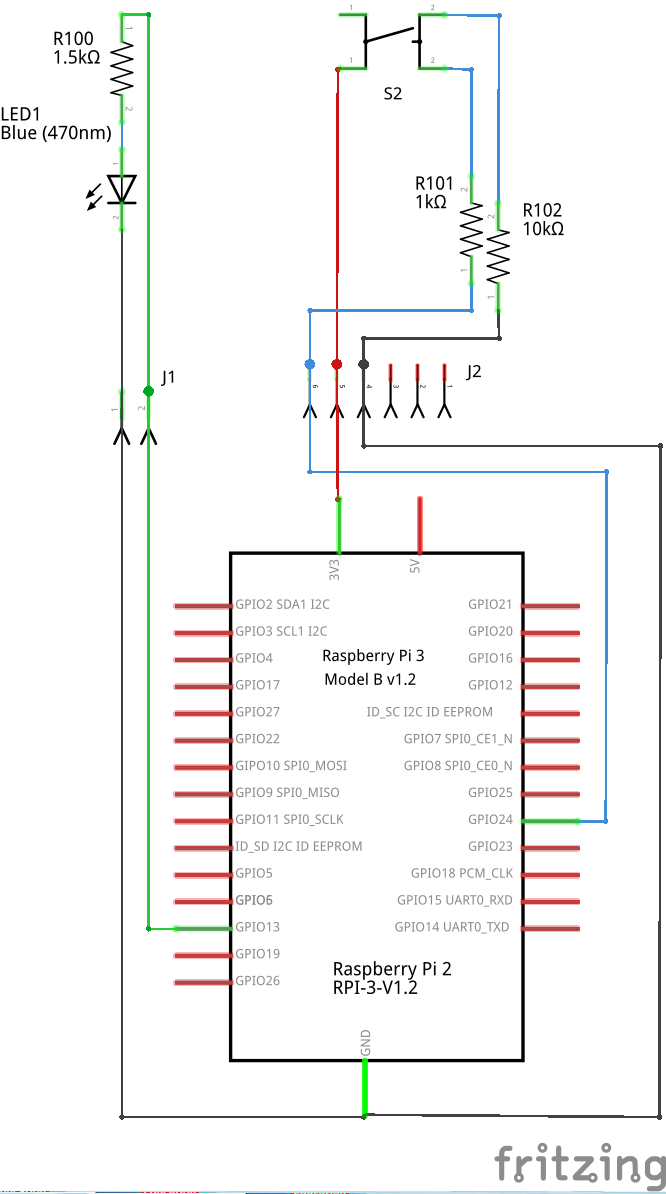 R100
1.5kΩ
1
2
LED1
Blue (470nm)
1
2
1
2
1
2
S2
R101
1kΩ
2
1
R102
10kΩ
2
1
J1
1
2
J2
6
5
4
3
2
1
3V3
5V
GPIO2 SDA1 I2C
GPIO3 SCL1 I2C
GPIO4
GPIO17
GPIO27
GPIO22
GIPO10 SPI0_MOSI
GPIO9 SPI0_MISO
GPIO11 SPI0_SCLK
ID_SD I2C ID EEPROM
GPIO5
GPIO6
GPIO13
GPIO19
GPIO26
Raspberry Pi 3
Model B v1.2
GPIO21
GPIO20
GPIO16
GPIO12
ID_SC I2C ID EEPROM
GPIO7 SPI0_CE1_N
GPIO8 SPI0_CE0_N
GPIO25
GPIO24
GPIO23
GPIO18 PCM_CLK
GPIO15 UART0_RXD
GPIO14 UART0_TXD
Raspberry Pi 2
RPI-3-V1.2
GND
fritzing